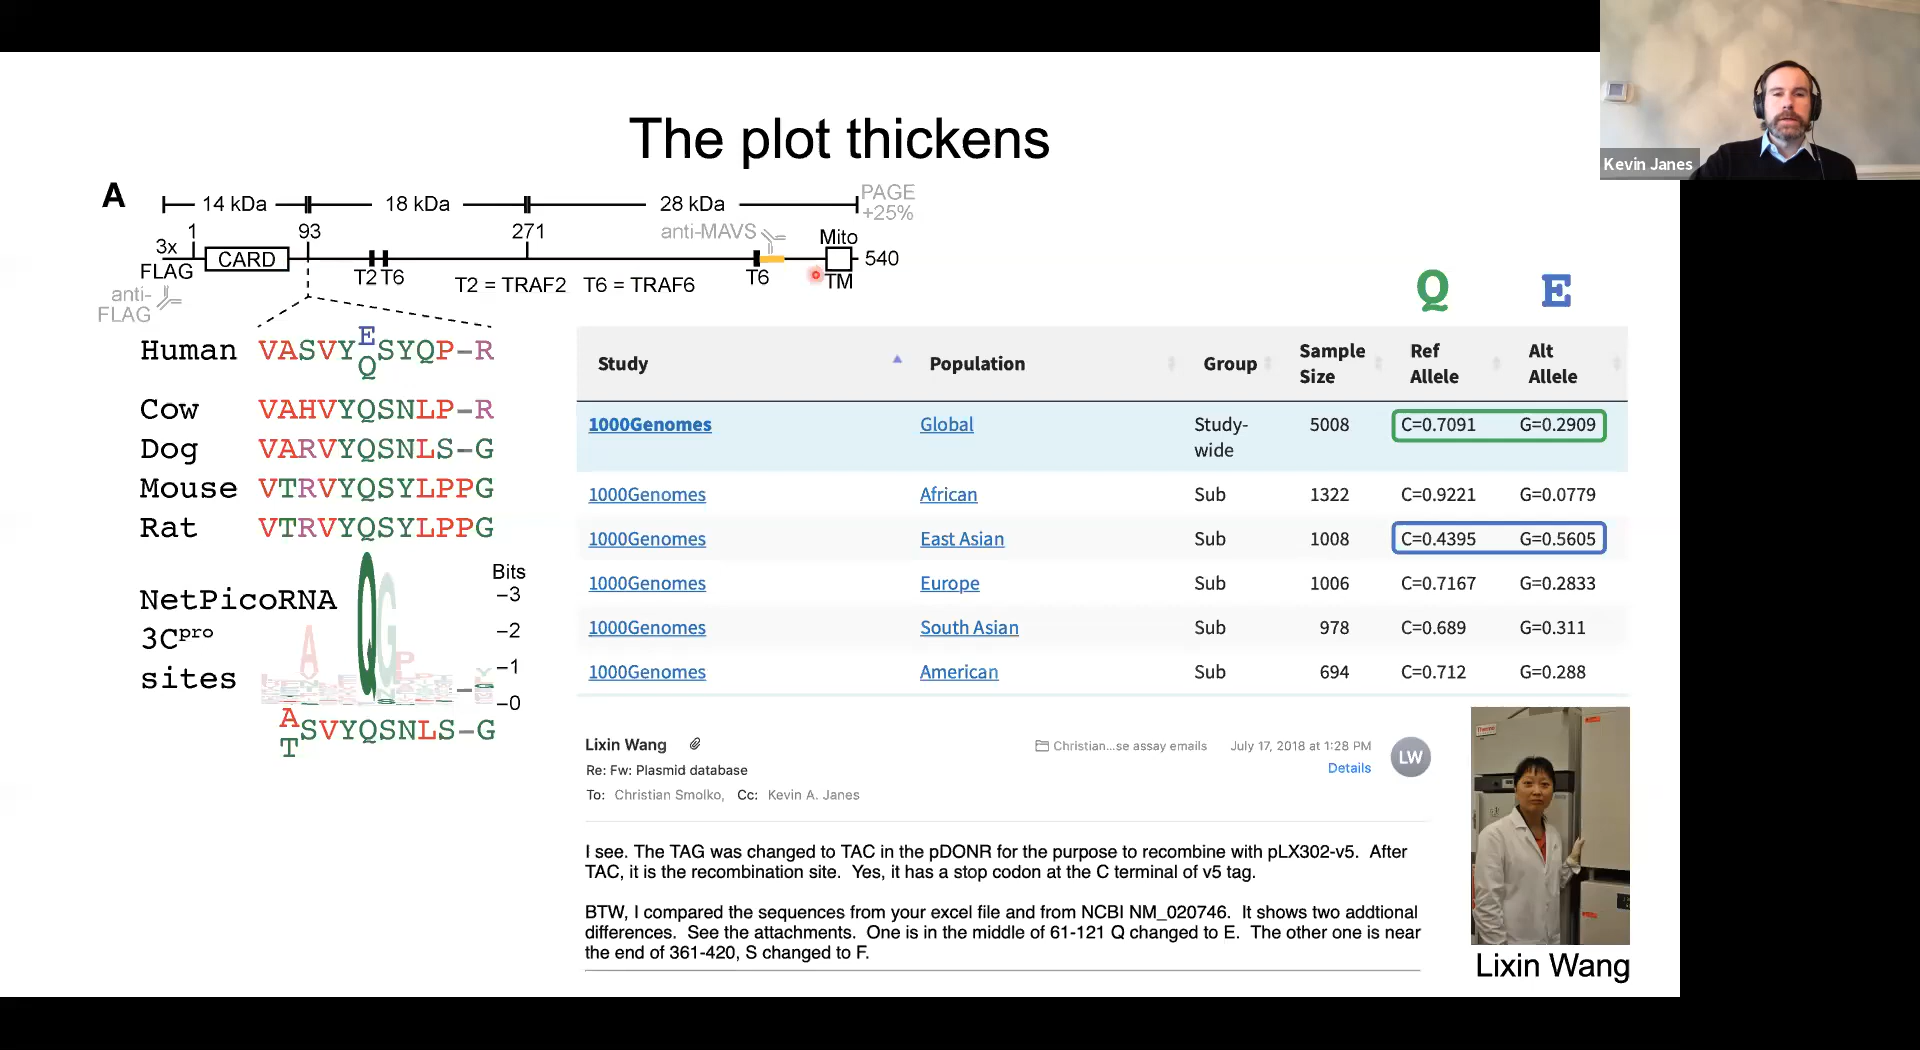 Kevin Janes
The plot thickens
A
14 kDa 18 kDa 28 kDa PAGE +25%
1 93 271 anti-MAVS Mito
3x FLAG CARD 540
T2 T6 T2 = TRAF2 T6 = TRAF6 T6 TM
anti-FLAG
Q E
Human VASVYESYQP-R
Q
Cow VAHVYQSNLP-R
Dog VARVYQSNLS-G
Mouse VTRVYQSYLPPG
Rat VTRVYQSYLPPG
NetPicoRNA
3Cpro
sites
Bits
-3
-2
-1
-0
A Q G P
ASVYQSNLS-G
T
Study Population Group Sample Size Ref Allele Alt Allele
1000Genomes Global Study-wide 5008 C=0.7091 G=0.2909
1000Genomes African Sub 1322 C=0.9221 G=0.0779
1000Genomes East Asian Sub 1008 C=0.4395 G=0.5605
1000Genomes Europe Sub 1006 C=0.7167 G=0.2833
1000Genomes South Asian Sub 978 C=0.689 G=0.311
1000Genomes American Sub 694 C=0.712 G=0.288
Lixin Wang Christian...se assay emails July 17, 2018 at 1:28 PM LW
Re: Fw: Plasmid database Details
To: Christian Smolko, Cc: Kevin A. Janes
I see. The TAG was changed to TAC in the pDONR for the purpose to recombine with pLX302-v5. After
TAC, it is the recombination site. Yes, it has a stop codon at the C terminal of v5 tag.
BTW, I compared the sequences from your excel file and from NCBI NM_020746. It shows two addtional
differences. See the attachments. One is in the middle of 61-121 Q changed to E. The other one is near
the end of 361-420, S changed to F.
Lixin Wang